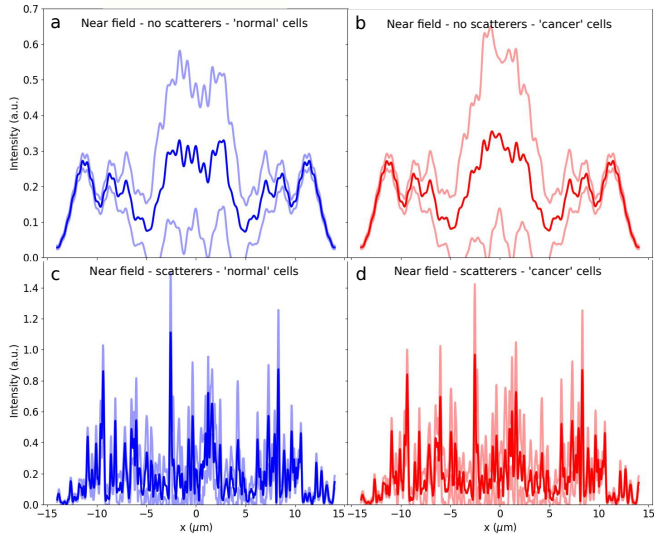 a Near field - no scatterers - 'normal' cells
b Near field - no scatterers - 'cancer' cells
0.7
0.6
0.5
0.4
0.3
0.2
0.1
0.0
Intensity (a.u.)
c Near field - scatterers - 'normal' cells
d Near field - scatterers - 'cancer' cells
1.4
1.2
1.0
0.8
0.6
0.4
0.2
0.0
Intensity (a.u.)
−15 −10 −5 0 5 10 15
−15 −10 −5 0 5 10 15
x (μm)
x (μm)